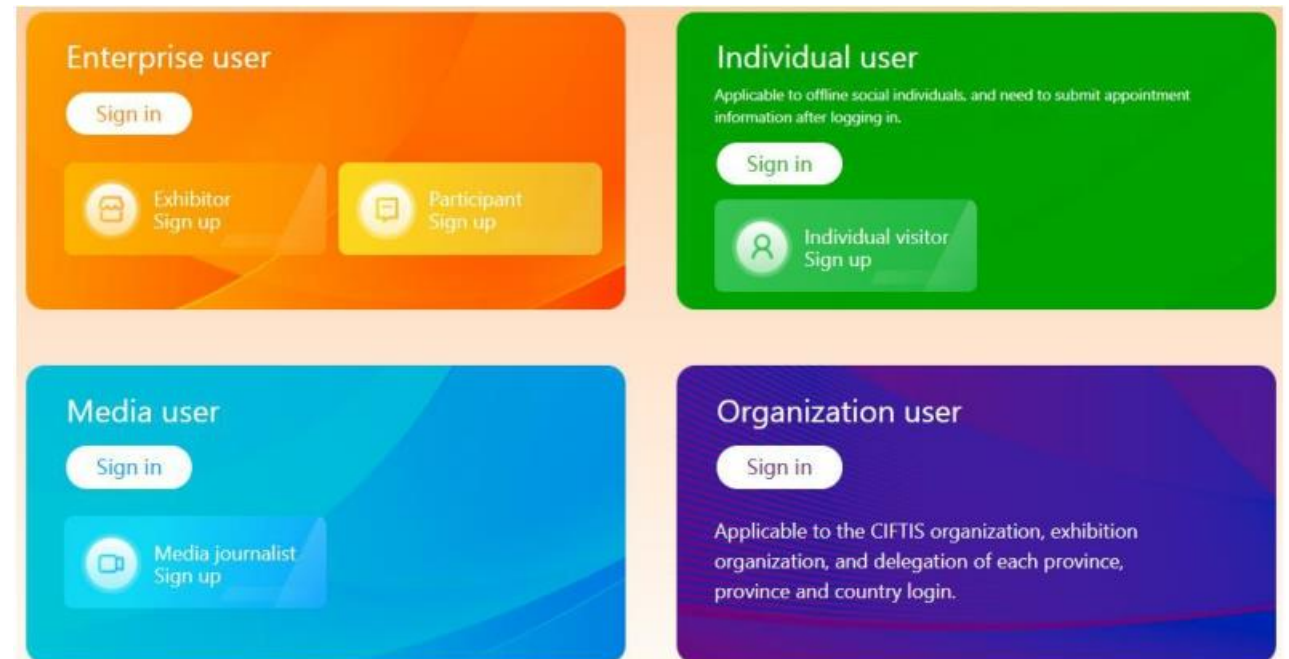 Enterprise user
Sign in
Exhibitor
Sign up
Participant
Sign up
Individual user
Applicable to offline social individuals, and need to submit appointment
information after logging in.
Sign in
Individual visitor
Sign up
Media user
Sign in
Media journalist
Sign up
Organization user
Sign in
Applicable to the CIFTIS organization, exhibition
organization, and delegation of each province,
province and country login.